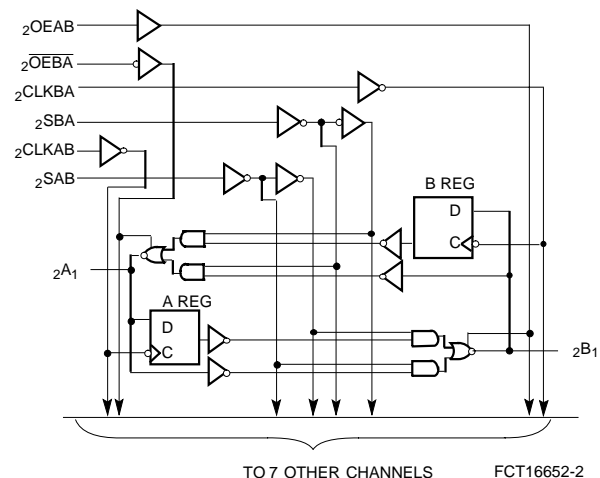 2OEAB
2OEBA
2CLKBA
2SBA
2CLKAB
2SAB
B REG
D
C
2A1
A REG
D
C
2B1
TO 7 OTHER CHANNELS
FCT16652-2